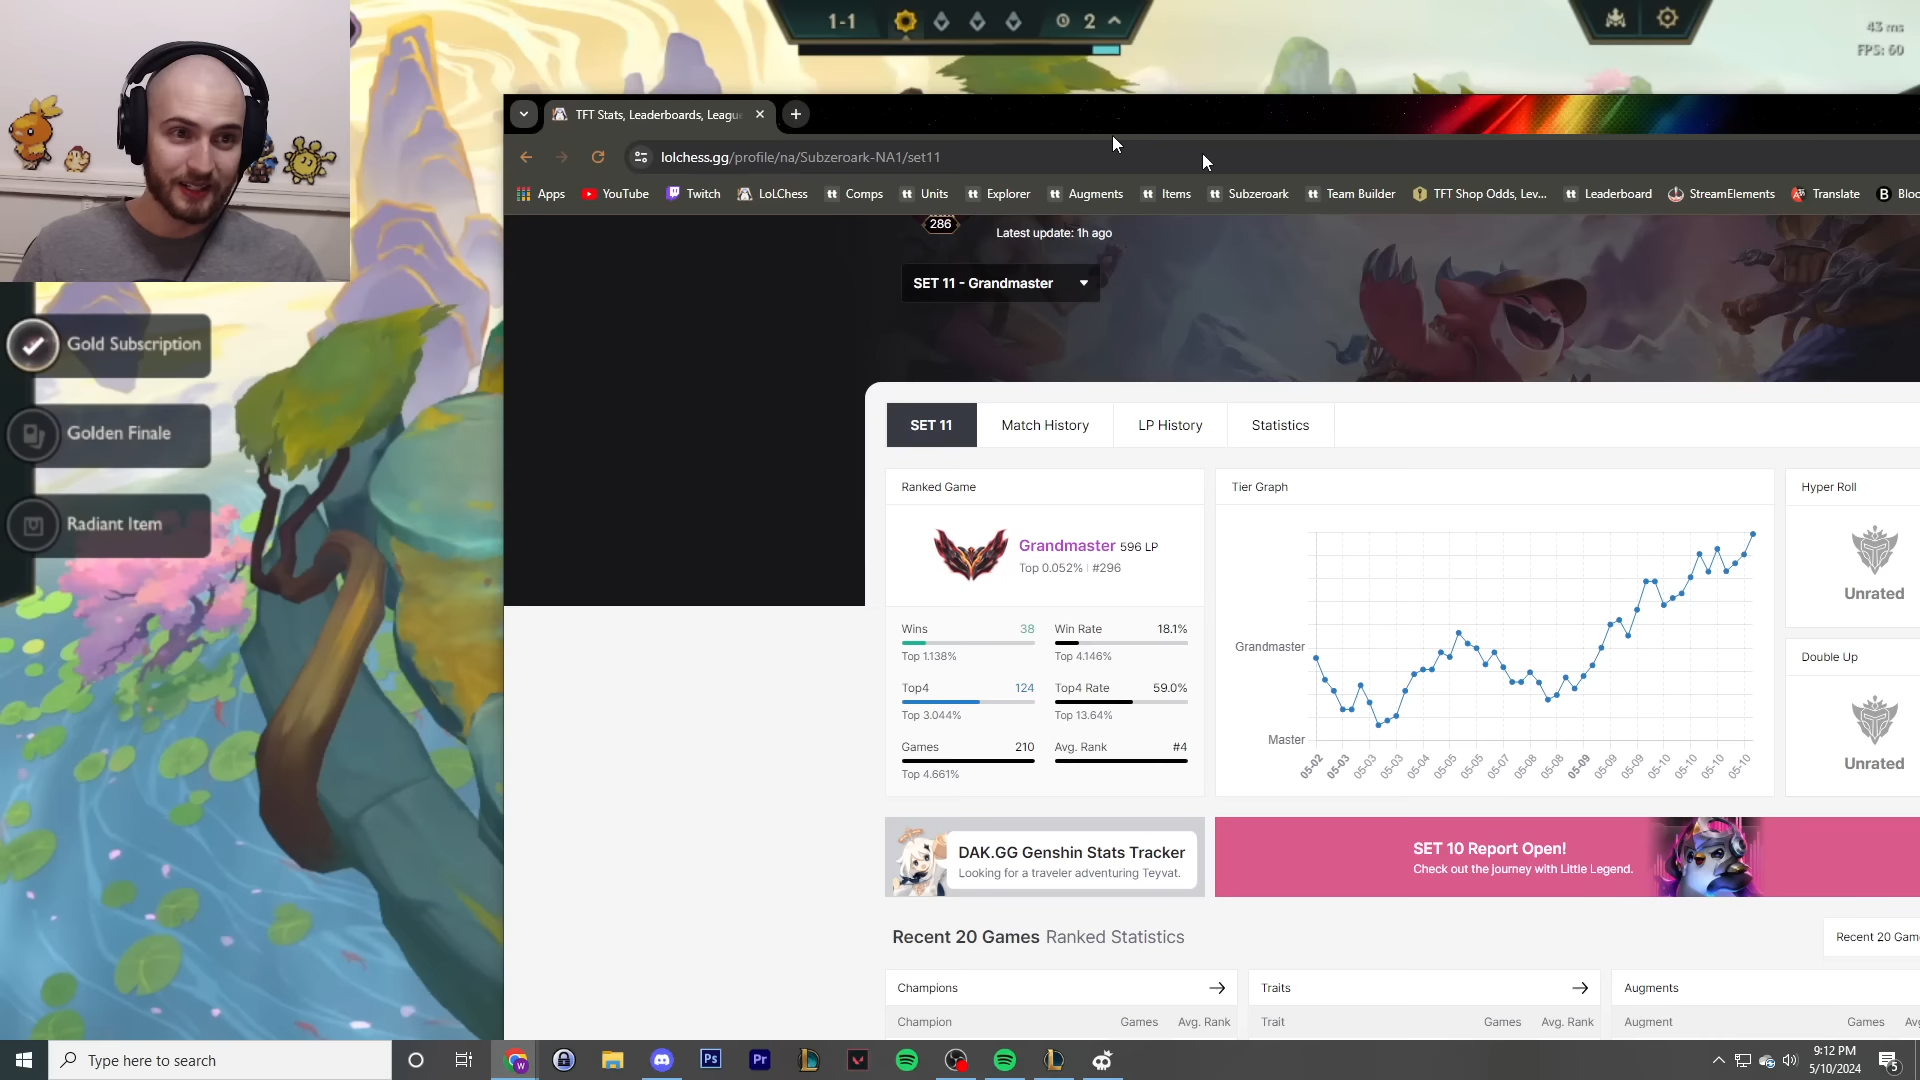 1-1
2
43 ms
FPS: 60
TFT Stats, Leaderboards, Leagu
lolchess.gg/profile/na/Subzeroark-NA1/set11
Apps YouTube Twitch LoLChess Comps Units Explorer Augments Items Subzeroark Team Builder TFT Shop Odds, Lev... Leaderboard StreamElements Translate Bloo
286
Latest update: 1h ago
SET 11 - Grandmaster
Gold Subscription
Golden Finale
Radiant Item
SET 11 Match History LP History Statistics
Ranked Game
Grandmaster 596 LP
Top 0.052% | #296
Wins 38 Win Rate 18.1%
Top 1.138% Top 4.146%
Top4 124 Top4 Rate 59.0%
Top 3.044% Top 13.64%
Games 210 Avg. Rank #4
Top 4.661%
Tier Graph
Grandmaster
Master
05-02 05-03 05-03 05-03 05-04 05-05 05-05 05-07 05-08 05-08 05-09 05-09 05-09 05-10 05-10 05-10 05-10
Hyper Roll
Unrated
Double Up
Unrated
DAK.GG Genshin Stats Tracker
Looking for a traveler adventuring Teyvat.
SET 10 Report Open!
Check out the journey with Little Legend.
Recent 20 Games Ranked Statistics
Recent 20 Gam
Champions Traits Augments
Champion Games Avg. Rank Trait Games Avg. Rank Augment Games Av
Type here to search
Ps
Pr
9:12 PM
5/10/2024
5